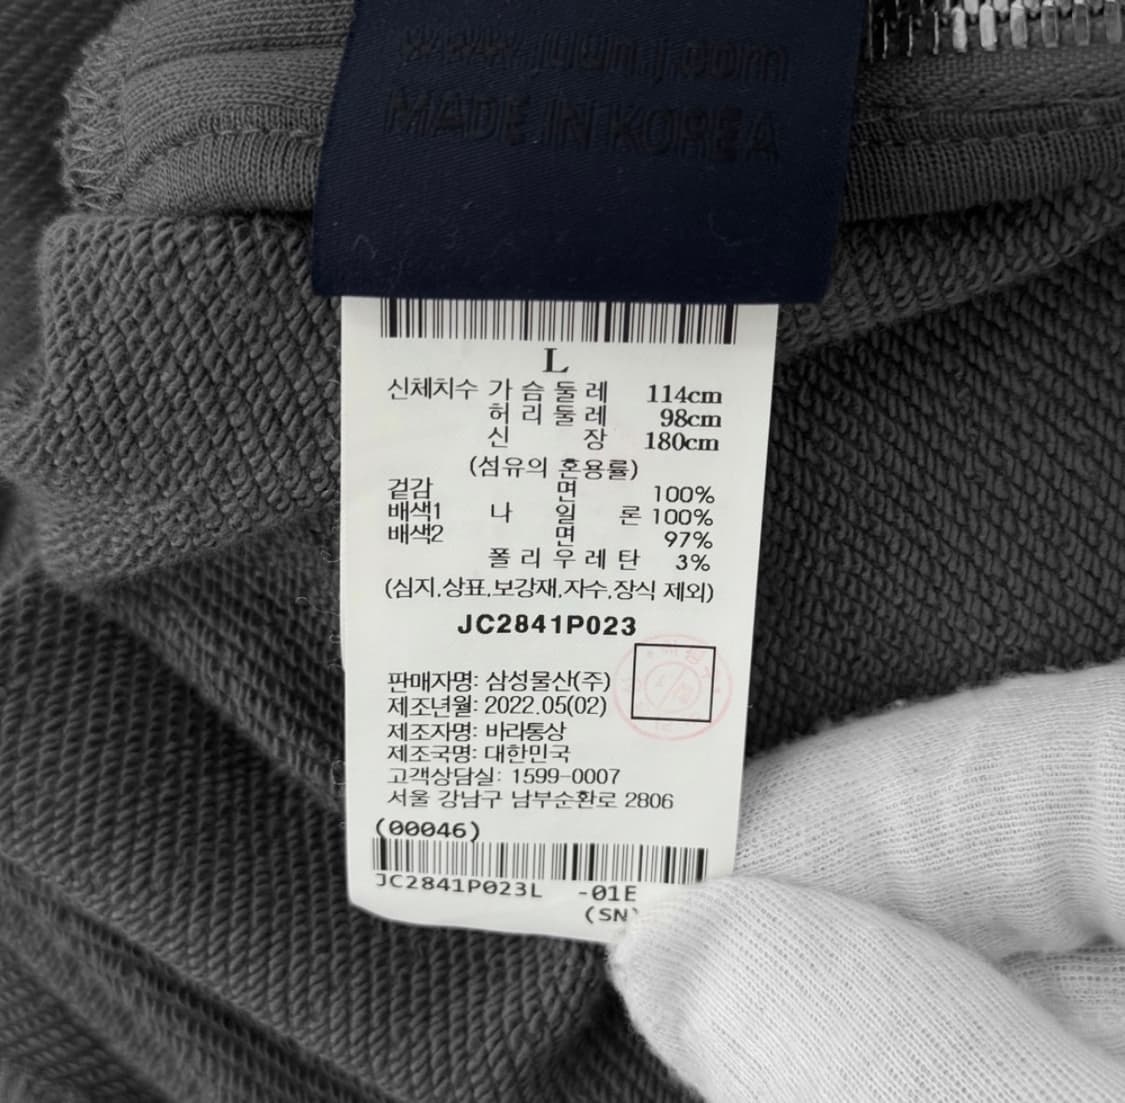 www.juun.j.com
MADE IN KOREA
L
신체치수 가슴둘레 114cm
허리둘레 98cm
신 장 180cm
(섬유의 혼용률)
겉감 면 100%
배색1 나 일 론 100%
배색2 면 97%
폴리우레탄 3%
(심지,상표,보강재,자수,장식 제외)
JC2841P023
판매자명: 삼성물산(주)
제조년월: 2022.05(02)
제조자명: 바라통상
제조국명: 대한민국
고객상담실: 1599-0007
서울 강남구 남부순환로 2806
(00046)
JC2841P023L -01E
(SN)